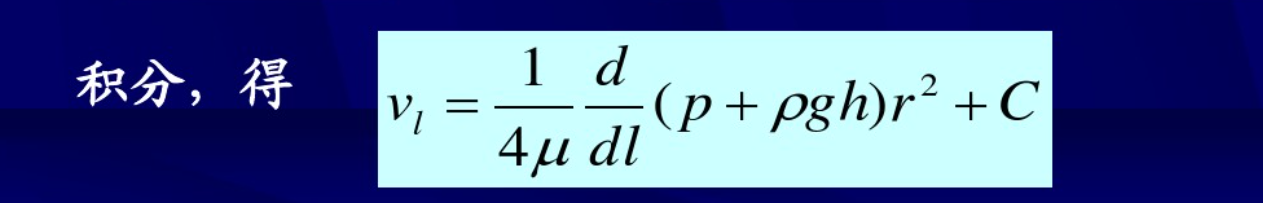 积分，得 $v_l = \frac{1}{4\mu} \frac{d}{dl}(p + \rho g h)r^2 + C$